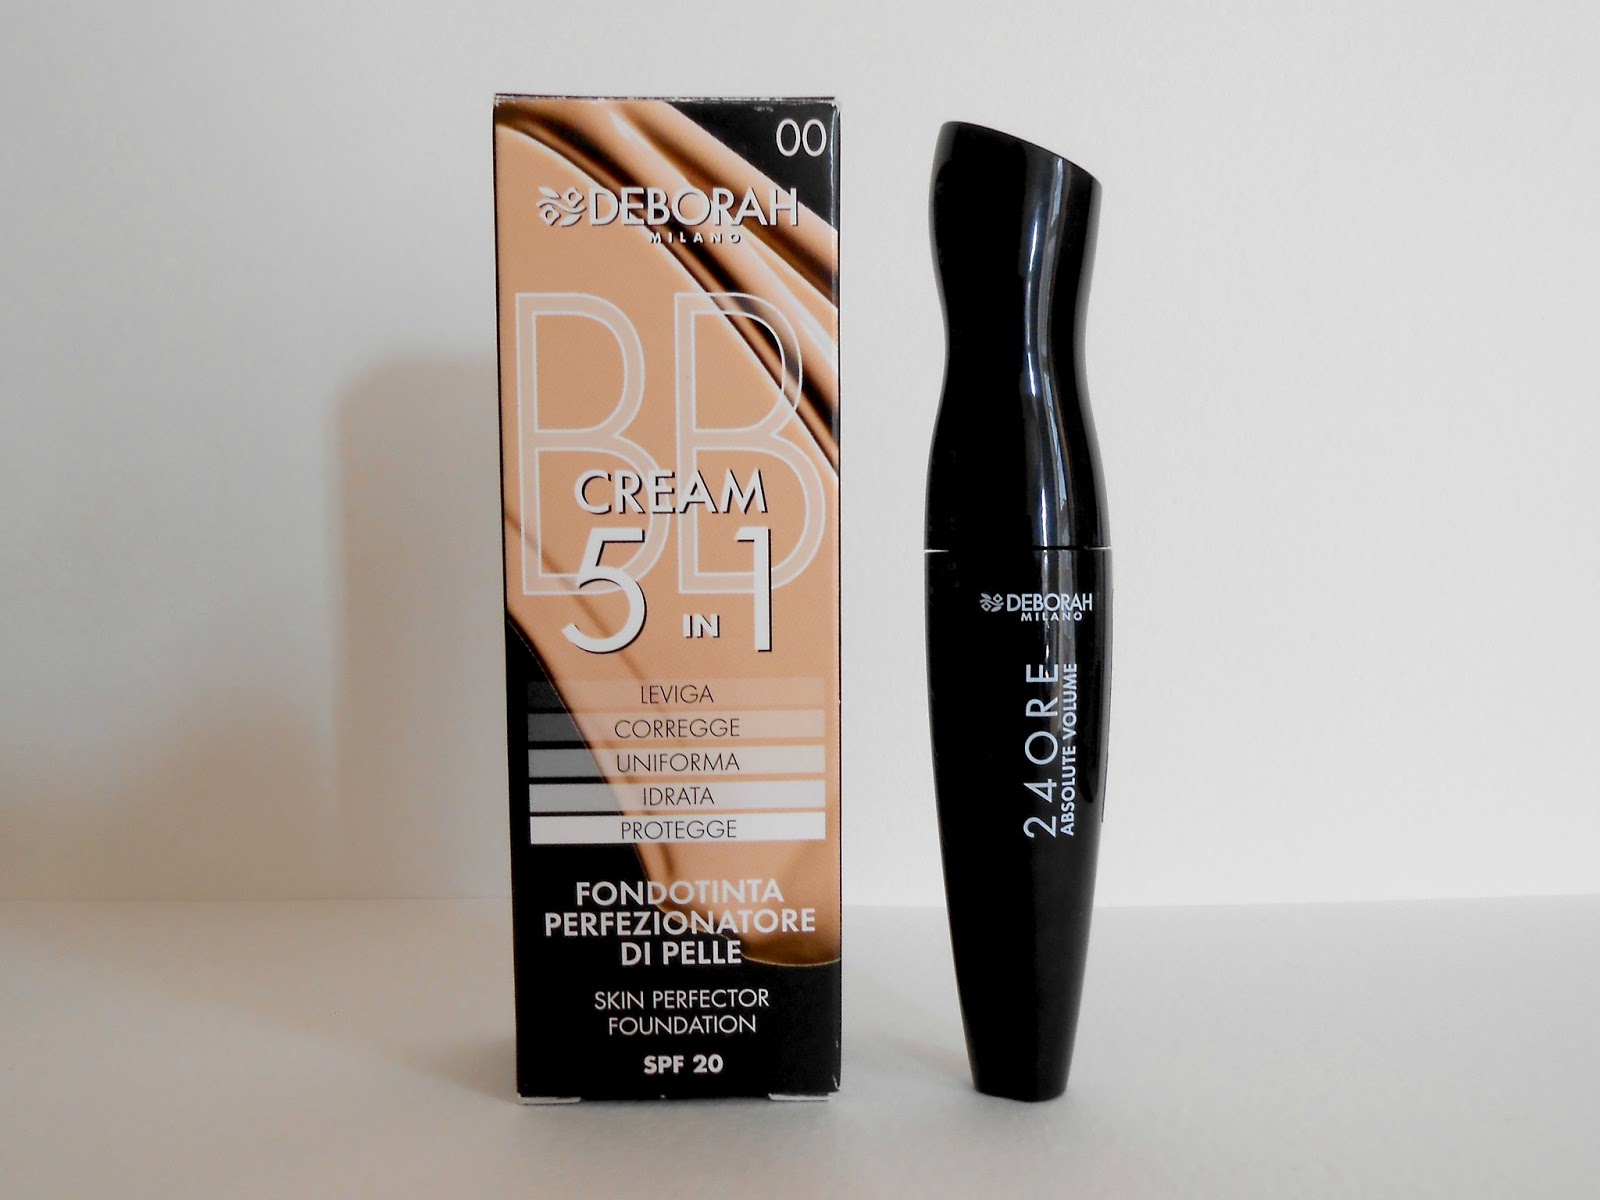 00
DEBORAH
MILANO
BB
CREAM
5 IN 1
LEVIGA
CORREGGE
UNIFORMA
IDRATA
PROTEGGE
FONDOTINTA
PERFEZIONATORE
DI PELLE
SKIN PERFECTOR
FOUNDATION
SPF 20
DEBORAH
MILANO
24ORE
ABSOLUTE VOLUME